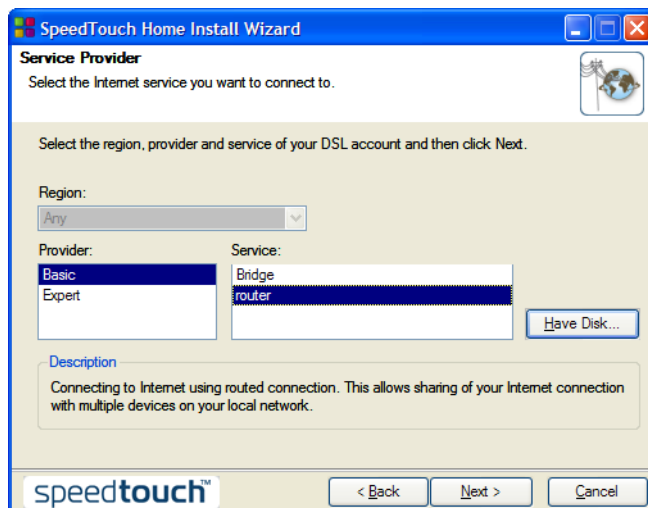 SpeedTouch Home Install Wizard
Service Provider
Select the Internet service you want to connect to.
Select the region, provider and service of your DSL account and then click Next.
Region:
Any
Provider:
Service:
Basic
Expert
Bridge
router
Have Disk...
Description
Connecting to Internet using routed connection. This allows sharing of your Internet connection
with multiple devices on your local network.
speedtouch™
< Back
Next >
Cancel